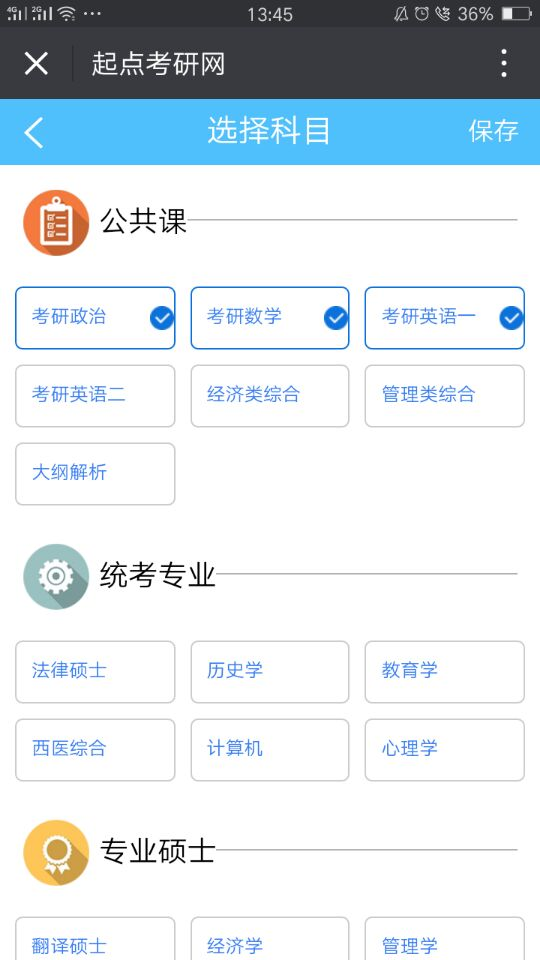 4G 2G 13:45 36%
起点考研网
选择科目 保存
公共课
考研政治 考研数学 考研英语一
考研英语二 经济类综合 管理类综合
大纲解析
统考专业
法律硕士 历史学 教育学
西医综合 计算机 心理学
专业硕士
翻译硕士 经济学 管理学